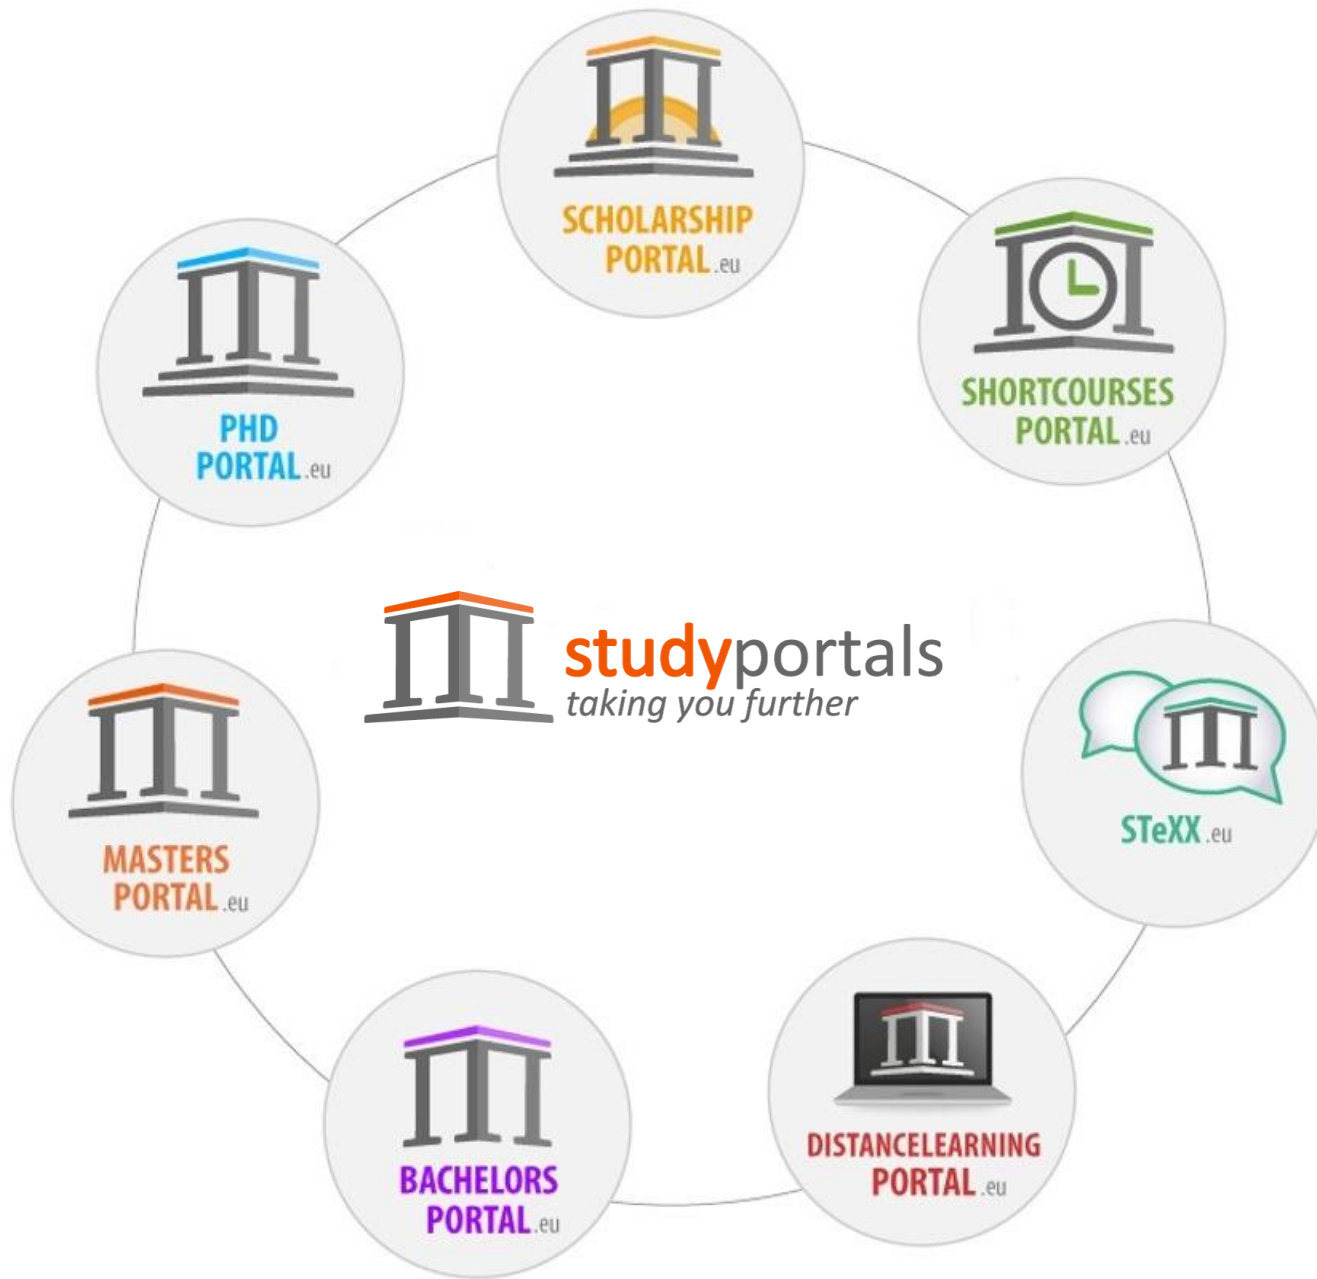 SCHOLARSHIP
PORTAL.eu
SHORTCOURSES
PORTAL.eu
PHD
PORTAL.eu
studyportals
taking you further
STeXX.eu
MASTERS
PORTAL.eu
DISTANCELEARNING
PORTAL.eu
BACHELORS
PORTAL.eu